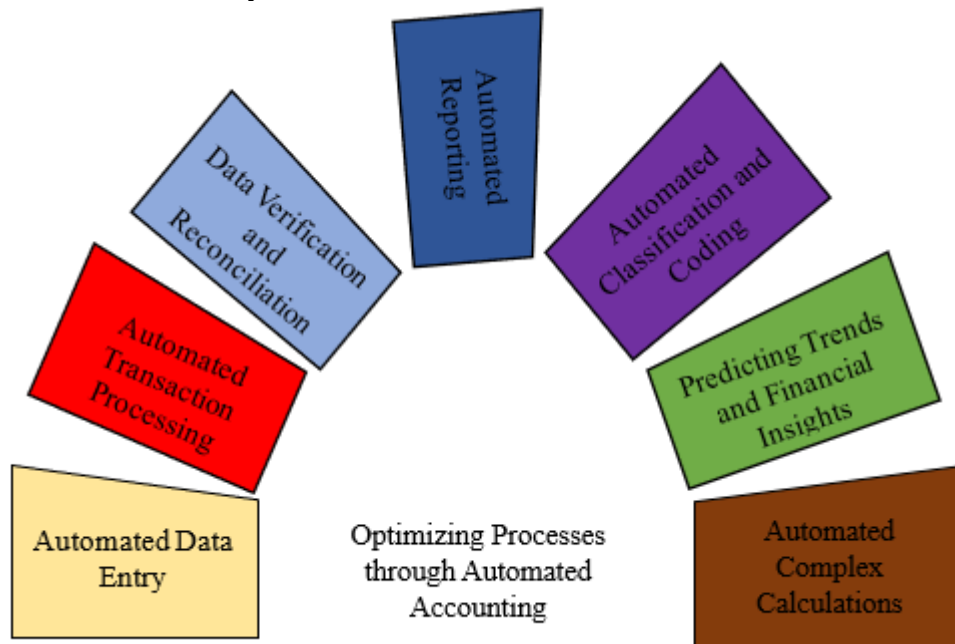 Automated Data
Entry
Automated
Transaction
Processing
Data Verification
and
Reconciliation
Automated
Reporting
Automated
Classification and
Coding
Predicting Trends
and Financial
Insights
Automated
Complex
Calculations
Optimizing Processes
through Automated
Accounting